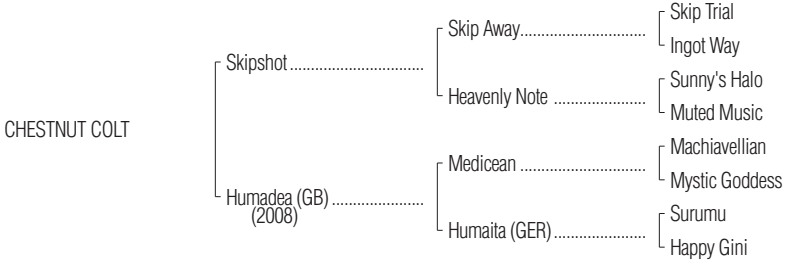 Skip Trial
Skip Away..............................
Ingot Way
Skipshot................................
Sunny's Halo
Heavenly Note ......................
Muted Music
CHESTNUT COLT
Machiavellian
Medicean ..............................
Mystic Goddess
Humadea (GB) ......................
(2008)
Surumu
Humaita (GER)......................
Happy Gini